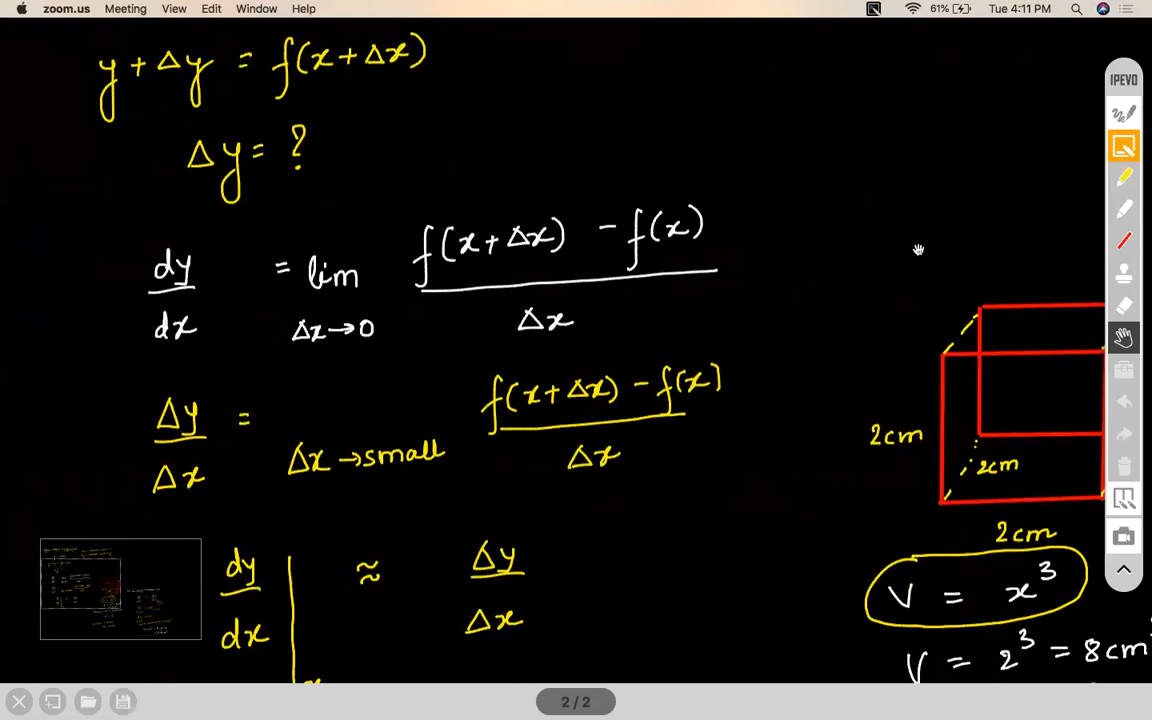 zoom.us Meeting View Edit Window Help 61% Tue 4:11 PM
y + Δy = f(x + Δx)
Δy = ?
dy/dx = lim Δx→0 f(x + Δx) - f(x) / Δx
Δy/Δx = Δx → small f(x + Δx) - f(x) / Δx
dy/dx | ≈ Δy/Δx
IPEVO
2cm
2cm
2cm
V = x³
V = 2³ = 8cm³
2/2